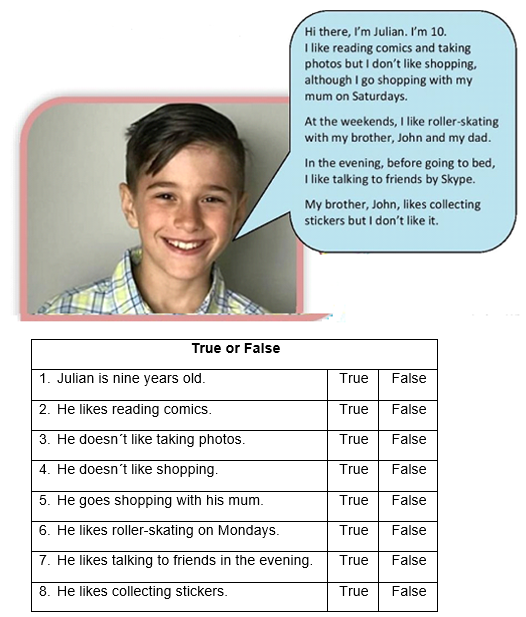 Hi there, I'm Julian. I'm 10.
I like reading comics and taking
photos but I don't like shopping,
although I go shopping with my
mum on Saturdays.
At the weekends, I like roller-skating
with my brother, John and my dad.
In the evening, before going to bed,
I like talking to friends by Skype.
My brother, John, likes collecting
stickers but I don't like it.
True or False
1. Julian is nine years old. True False
2. He likes reading comics. True False
3. He doesn´t like taking photos. True False
4. He doesn´t like shopping. True False
5. He goes shopping with his mum. True False
6. He likes roller-skating on Mondays. True False
7. He likes talking to friends in the evening. True False
8. He likes collecting stickers. True False